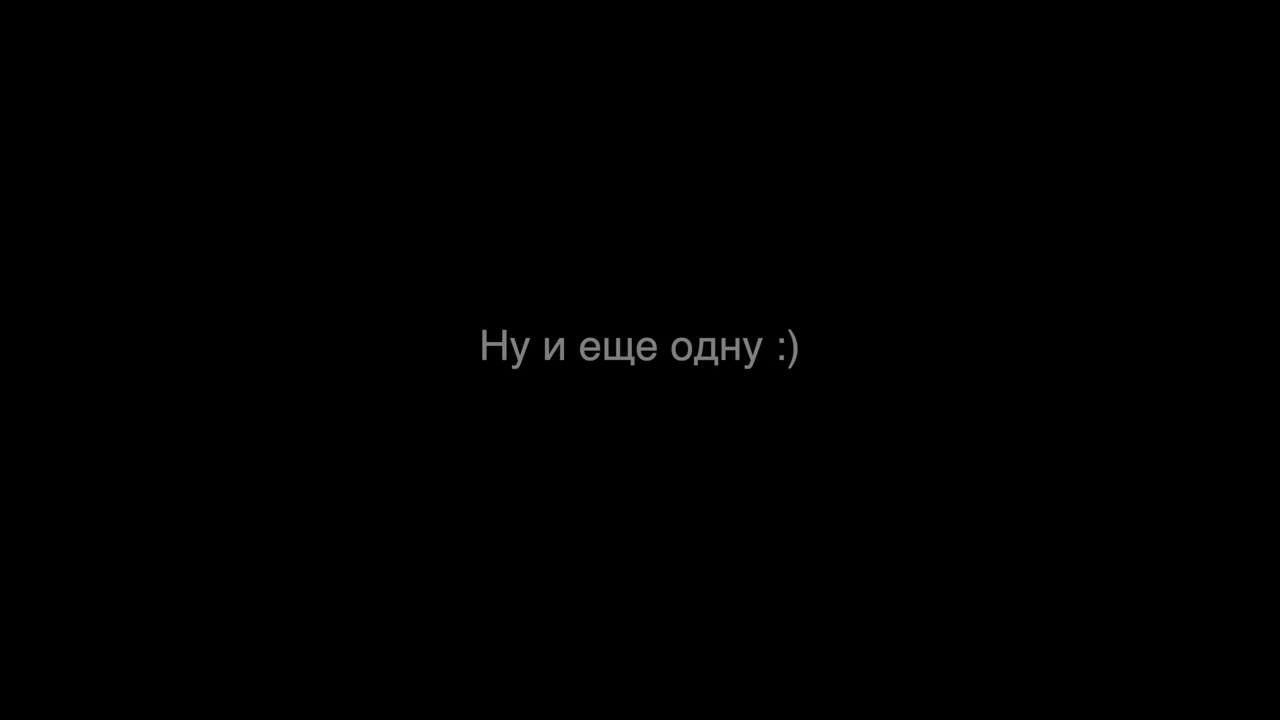 Ну и еще одну :)